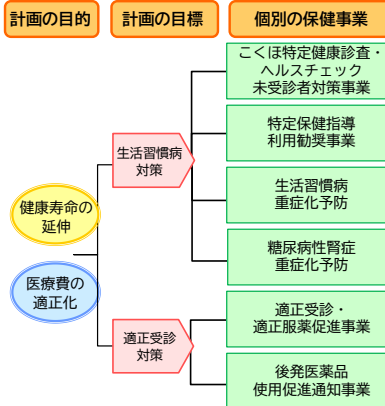 計画の目的
計画の目標
個別の保健事業
健康寿命の
延伸
医療費の
適正化
生活習慣病
対策
適正受診
対策
こくほ特定健康診査・
ヘルスチェック
未受診者対策事業
特定保健指導
利用勧奨事業
生活習慣病
重症化予防
糖尿病性腎症
重症化予防
適正受診・
適正服薬促進事業
後発医薬品
使用促進通知事業